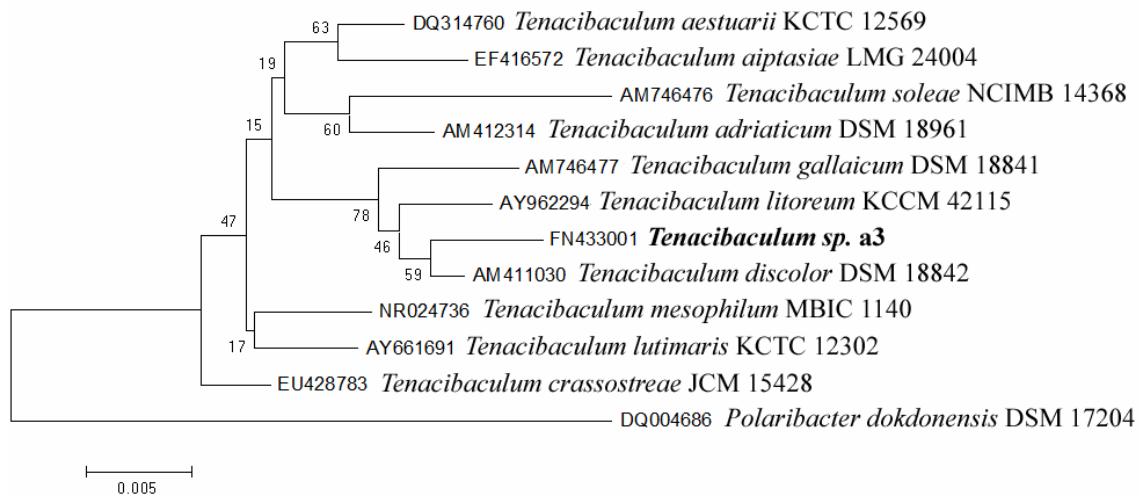 63
DQ314760 Tenacibaculum aestuarii KCTC 12569
EF416572 Tenacibaculum aiptasiae LMG 24004
19
AM746476 Tenacibaculum soleae NCIMB 14368
60
AM412314 Tenacibaculum adriaticum DSM 18961
15
AM746477 Tenacibaculum gallaicum DSM 18841
78
AY962294 Tenacibaculum litoreum KCCM 42115
47
46
FN433001 Tenacibaculum sp. a3
59
AM411030 Tenacibaculum discolor DSM 18842
NR024736 Tenacibaculum mesophilum MBIC 1140
17
AY661691 Tenacibaculum lutimaris KCTC 12302
EU428783 Tenacibaculum crassostreae JCM 15428
DQ004686 Polaribacter dokdonensis DSM 17204
0.005